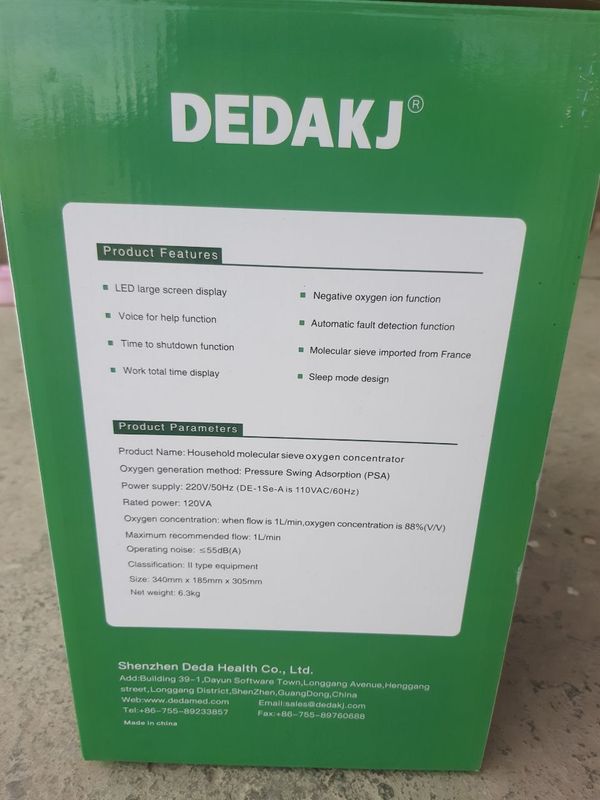 DEDAKJ®
Product Features
LED large screen display
Voice for help function
Time to shutdown function
Work total time display
Negative oxygen ion function
Automatic fault detection function
Molecular sieve imported from France
Sleep mode design
Product Parameters
Product Name: Household molecular sieve oxygen concentrator
Oxygen generation method: Pressure Swing Adsorption (PSA)
Power supply: 220V/50Hz (DE-1Se-A is 110VAC/60Hz)
Rated power: 120VA
Oxygen concentration: when flow is 1L/min,oxygen concentration is 88%(V/V)
Maximum recommended flow: 1L/min
Operating noise: ≤55dB(A)
Classification: II type equipment
Size: 340mm x 185mm x 305mm
Net weight: 6.3kg
Shenzhen Deda Health Co., Ltd.
Add:Building 39-1,Dayun Software Town,Longgang Avenue,Henggang
street,Longgang District,ShenZhen,GuangDong,China
Web:www.dedamed.com Email:sales@dedakj.com
Tel:+86-755-89233857 Fax:+86-755-89760688
Made in china